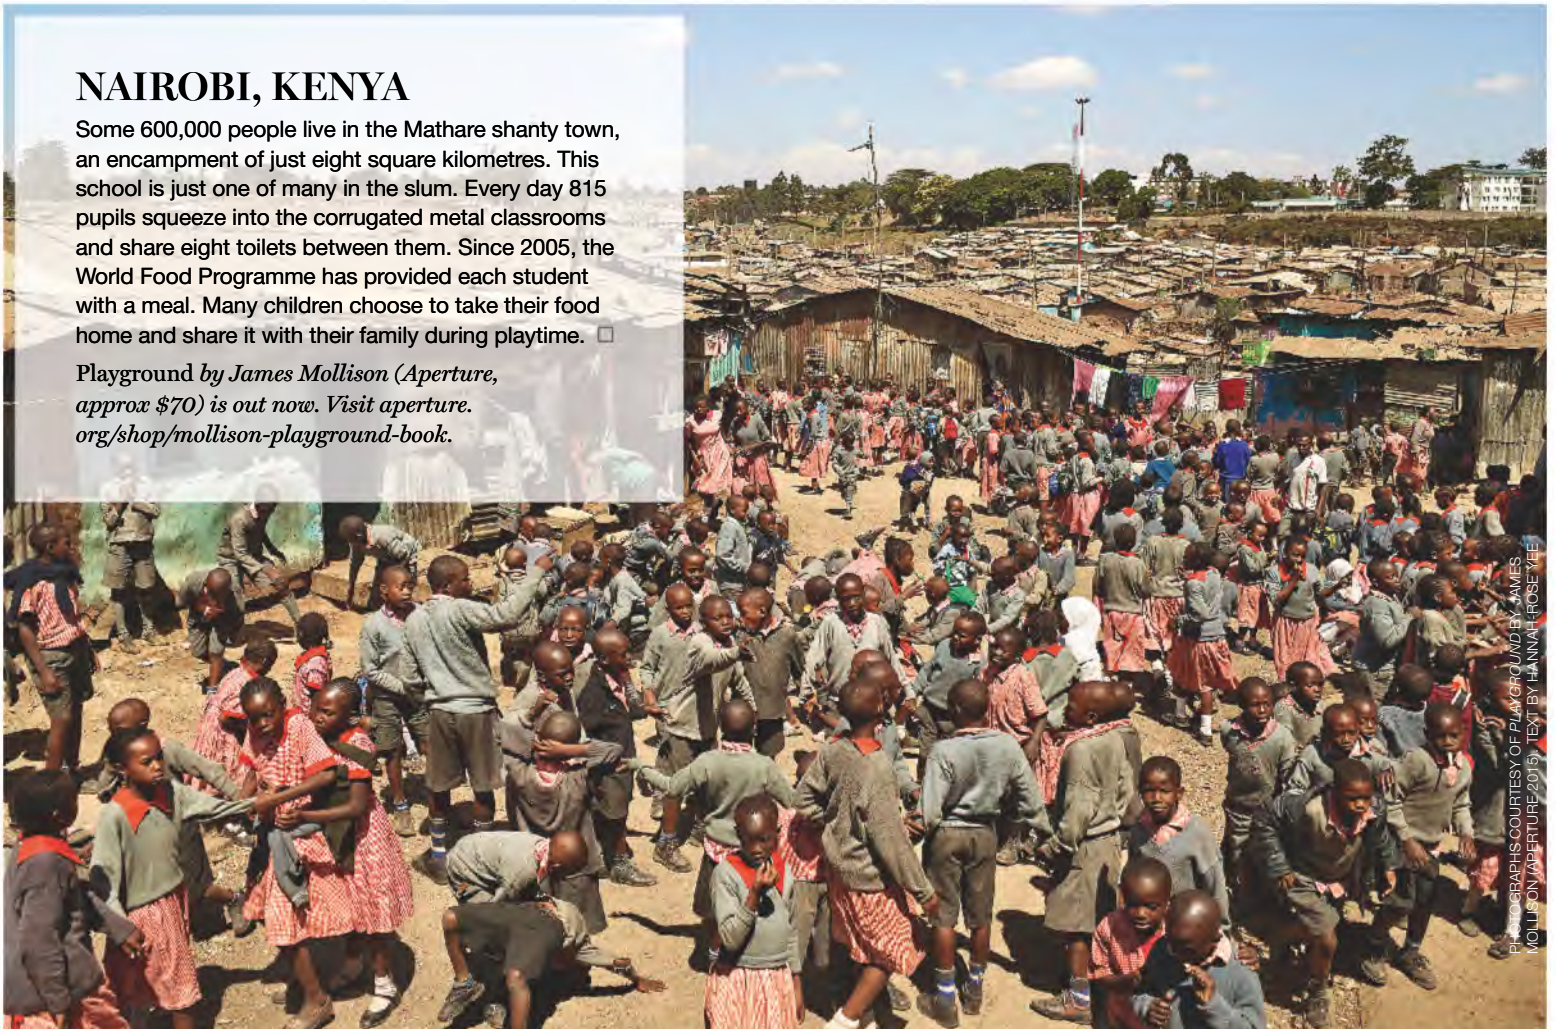 NAIROBI, KENYA
Some 600,000 people live in the Mathare shanty town,
an encampment of just eight square kilometres. This
school is just one of many in the slum. Every day 815
pupils squeeze into the corrugated metal classrooms
and share eight toilets between them. Since 2005, the
World Food Programme has provided each student
with a meal. Many children choose to take their food
home and share it with their family during playtime. □
Playground by James Mollison (Aperture,
approx $70) is out now. Visit aperture.
org/shop/mollison-playground-book.
PHOTOGRAPHS COURTESY OF PLAYGROUND BY JAMES
MOLLISON (APERTURE 2015). TEXT BY HANNAH-ROSE YEE